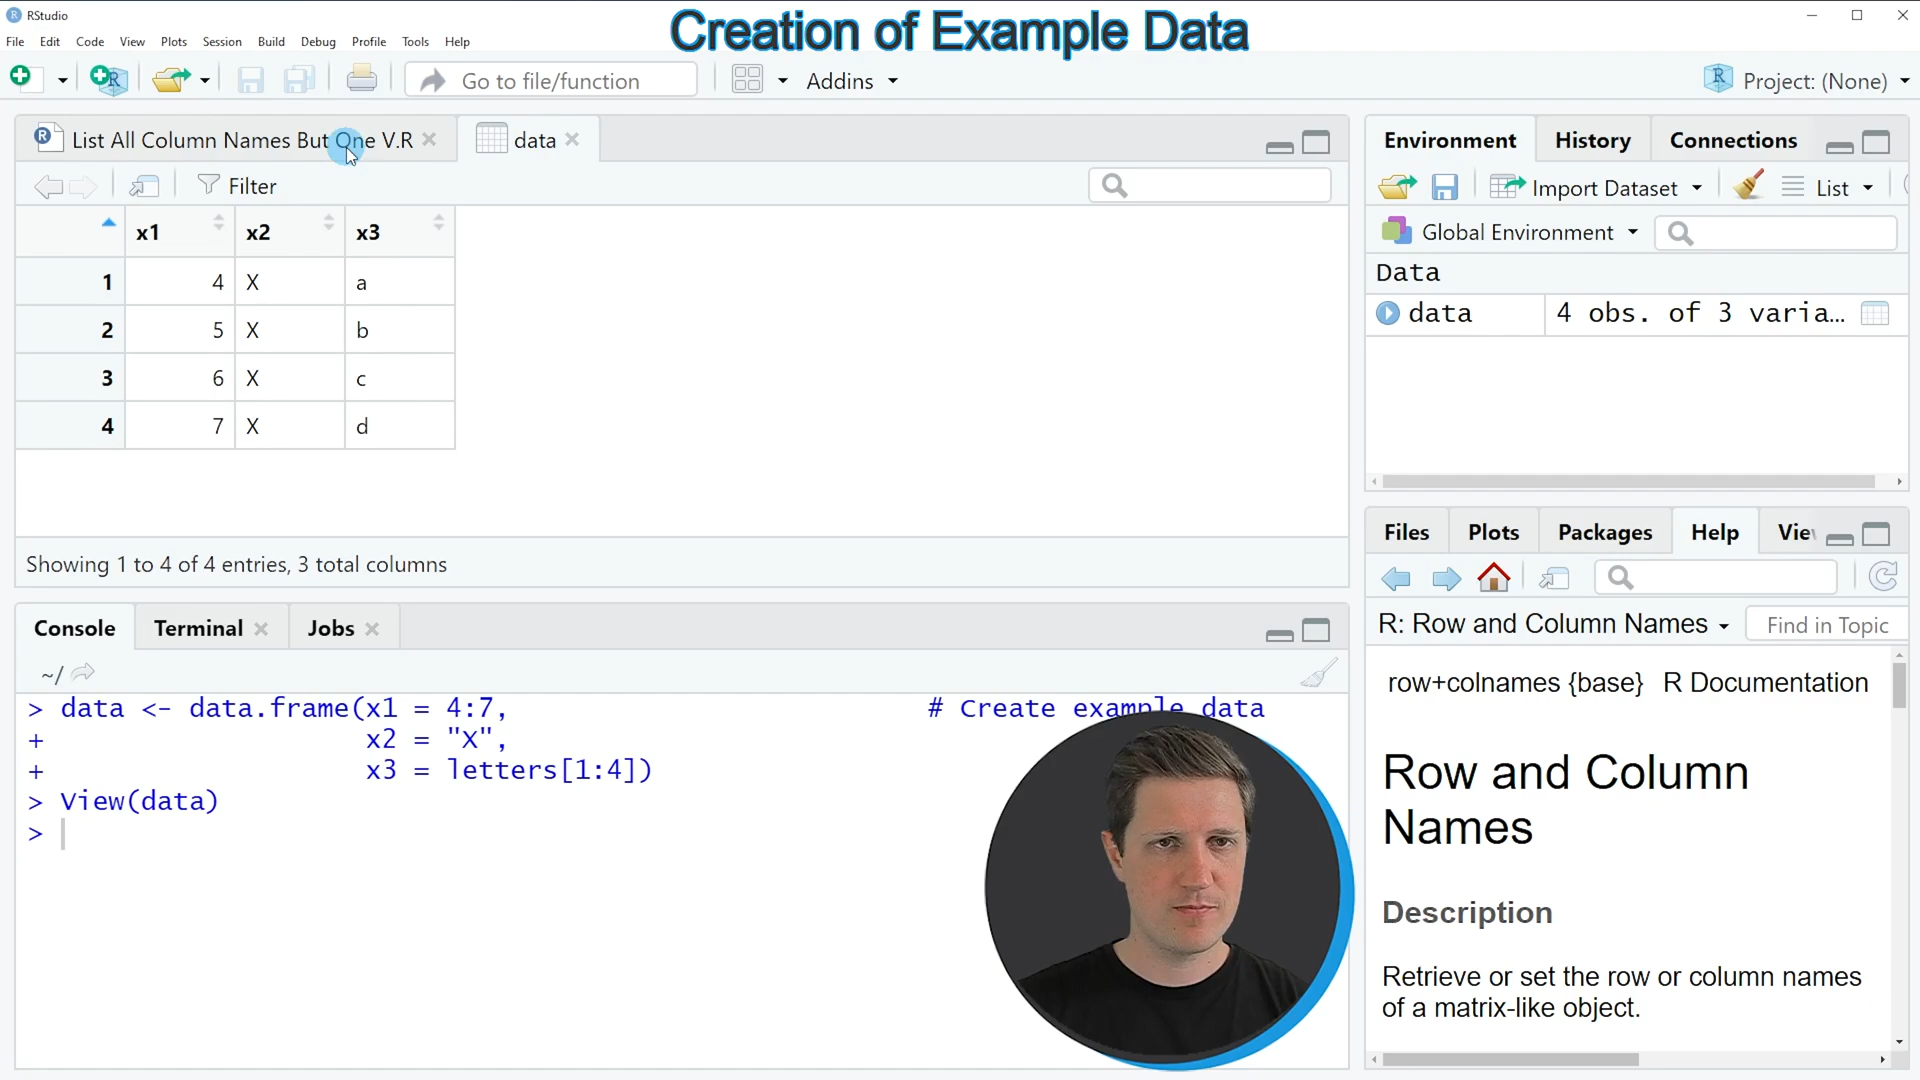 RStudio
Creation of Example Data
File Edit Code View Plots Session Build Debug Profile Tools Help
Go to file/function
Addins
Project: (None)
List All Column Names But One V.R
data
Filter
x1 x2 x3
1 4 X a
2 5 X b
3 6 X c
4 7 X d
Showing 1 to 4 of 4 entries, 3 total columns
Console Terminal Jobs
~/
> data <- data.frame(x1 = 4:7, # Create example data
+ x2 = "X",
+ x3 = letters[1:4])
> View(data)
>
Environment History Connections
Import Dataset List
Global Environment
Data
data 4 obs. of 3 varia...
Files Plots Packages Help
R: Row and Column Names Find in Topic
row+colnames {base} R Documentation
Row and Column
Names
Description
Retrieve or set the row or column names
of a matrix-like object.